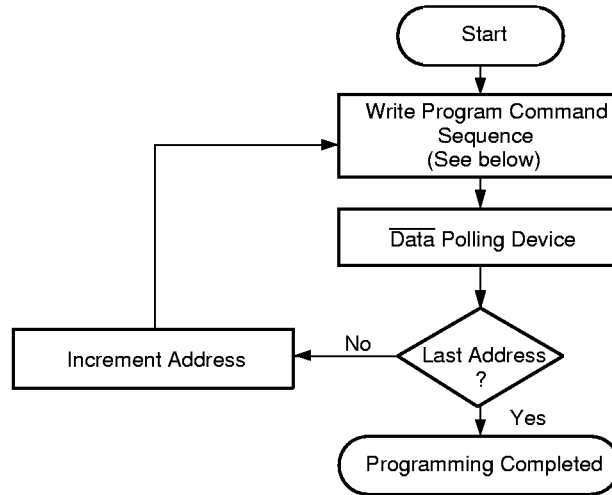 Start
Write Program Command
Sequence
(See below)
Data Polling Device
Increment Address
No
Last Address
?
Yes
Programming Completed